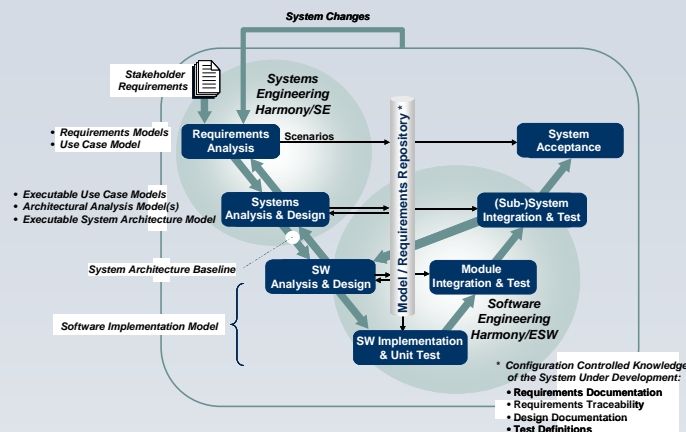 System Changes
Stakeholder
Requirements
Systems
Engineering
Harmony/SE
• Requirements Models
• Use Case Model
Requirements
Analysis
Scenarios
Model / Requirements Repository *
System
Acceptance
• Executable Use Case Models
• Architectural Analysis Model(s)
• Executable System Architecture Model
Systems
Analysis & Design
(Sub-)System
Integration & Test
System Architecture Baseline
SW
Analysis & Design
Module
Integration & Test
Software Implementation Model
Software
Engineering
Harmony/ESW
SW Implementation
& Unit Test
* Configuration Controlled Knowledge
of the System Under Development:
• Requirements Documentation
• Requirements Traceability
• Design Documentation
• Test Definitions